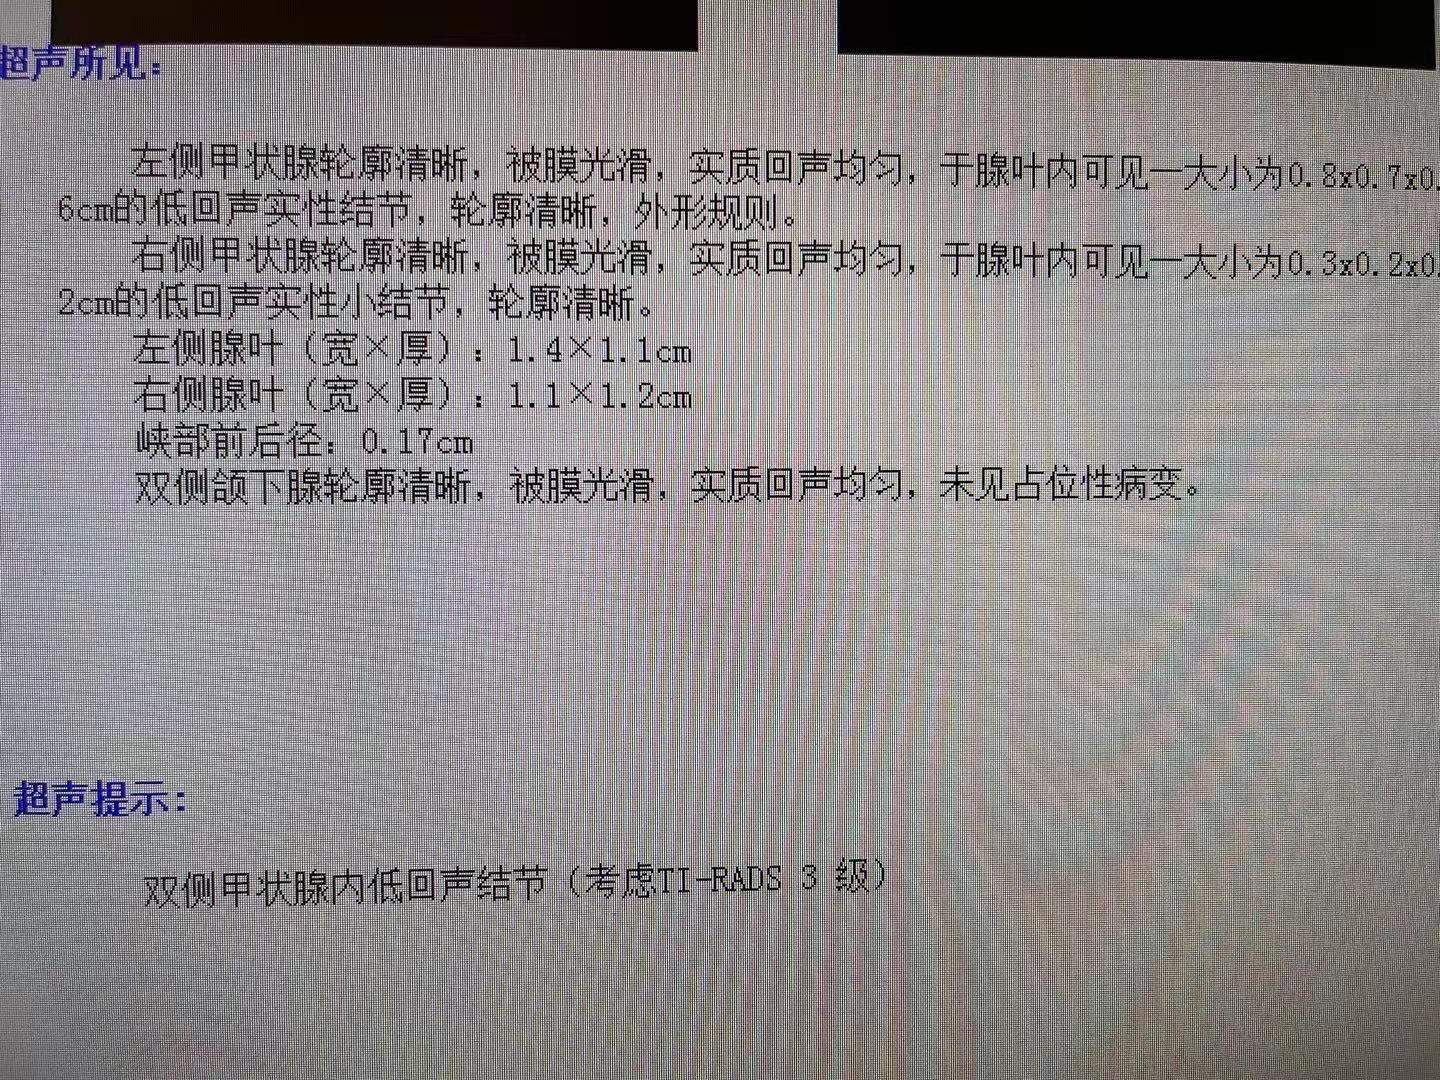 超声所见：
左侧甲状腺轮廓清晰，被膜光滑，实质回声均匀，于腺叶内可见一大小为0.8x0.7x0.
6cm的低回声实性结节，轮廓清晰，外形规则。
右侧甲状腺轮廓清晰，被膜光滑，实质回声均匀，于腺叶内可见一大小为0.3x0.2x0.
2cm的低回声实性小结节，轮廓清晰。
左侧腺叶（宽×厚）：1.4×1.1cm
右侧腺叶（宽×厚）：1.1×1.2cm
峡部前后径：0.17cm
双侧颌下腺轮廓清晰，被膜光滑，实质回声均匀，未见占位性病变。
超声提示：
双侧甲状腺内低回声结节（考虑TI-RADS 3 级）